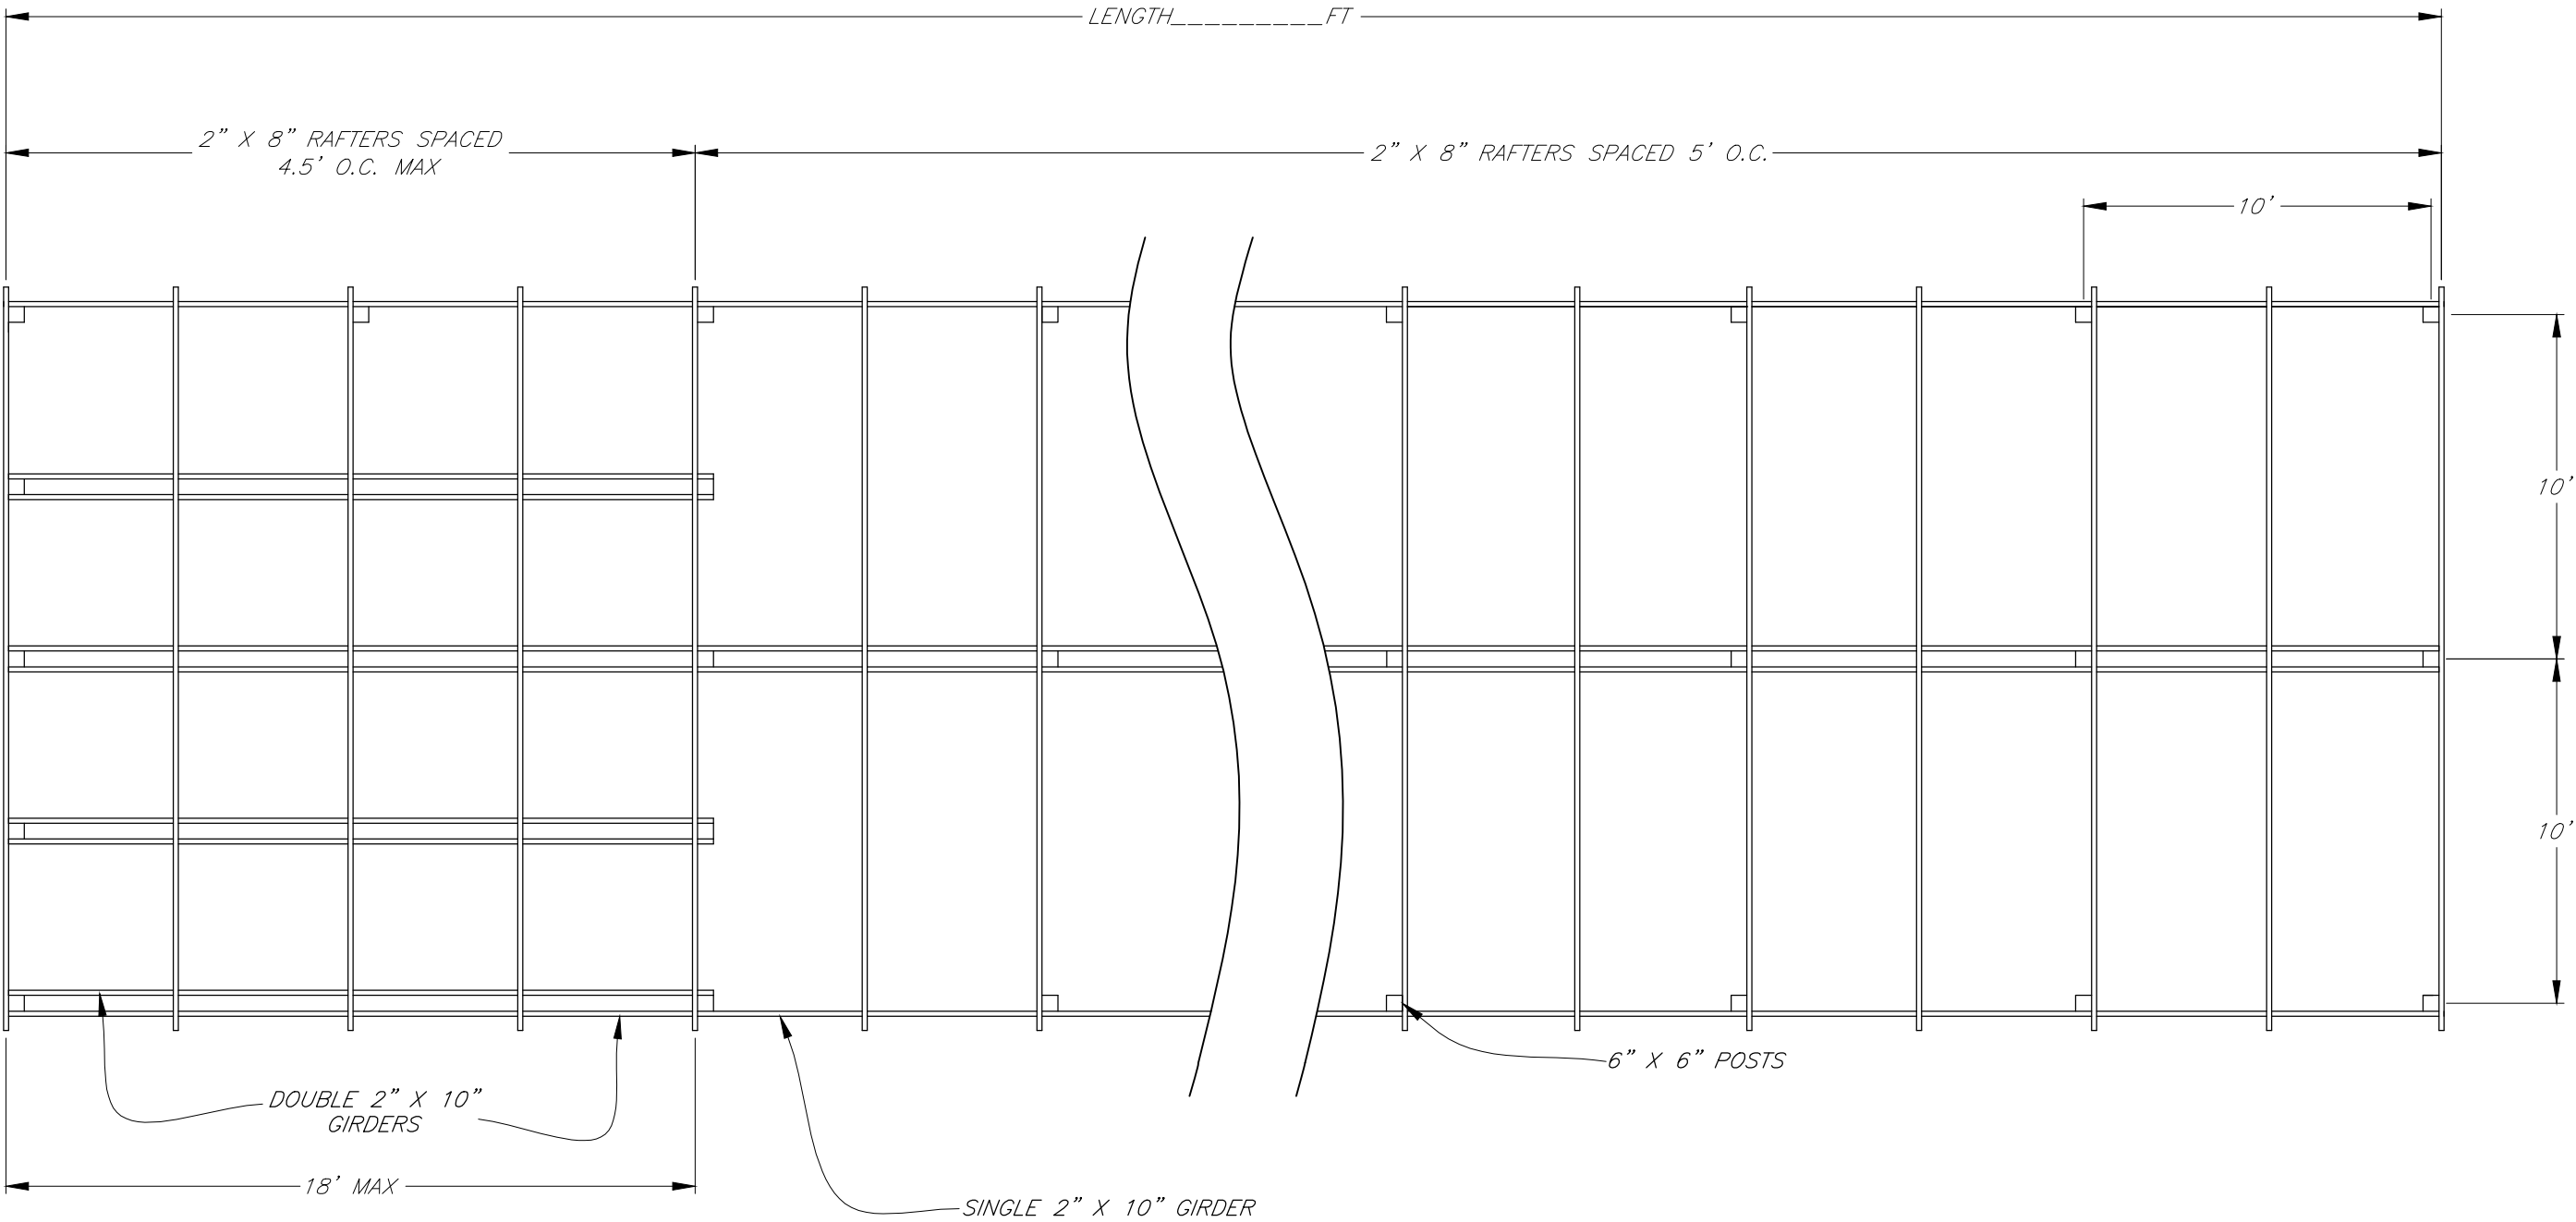 LENGTH_________FT
2” X 8” RAFTERS SPACED
4.5’ O.C. MAX
2” X 8” RAFTERS SPACED 5’ O.C.
10’
10’
10’
6” X 6” POSTS
DOUBLE 2” X 10”
GIRDERS
18’ MAX
SINGLE 2” X 10” GIRDER